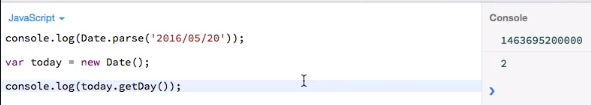 JavaScript
console.log(Date.parse('2016/05/20'));
var today = new Date();
console.log(today.getDay());
Console
1463695200000
2